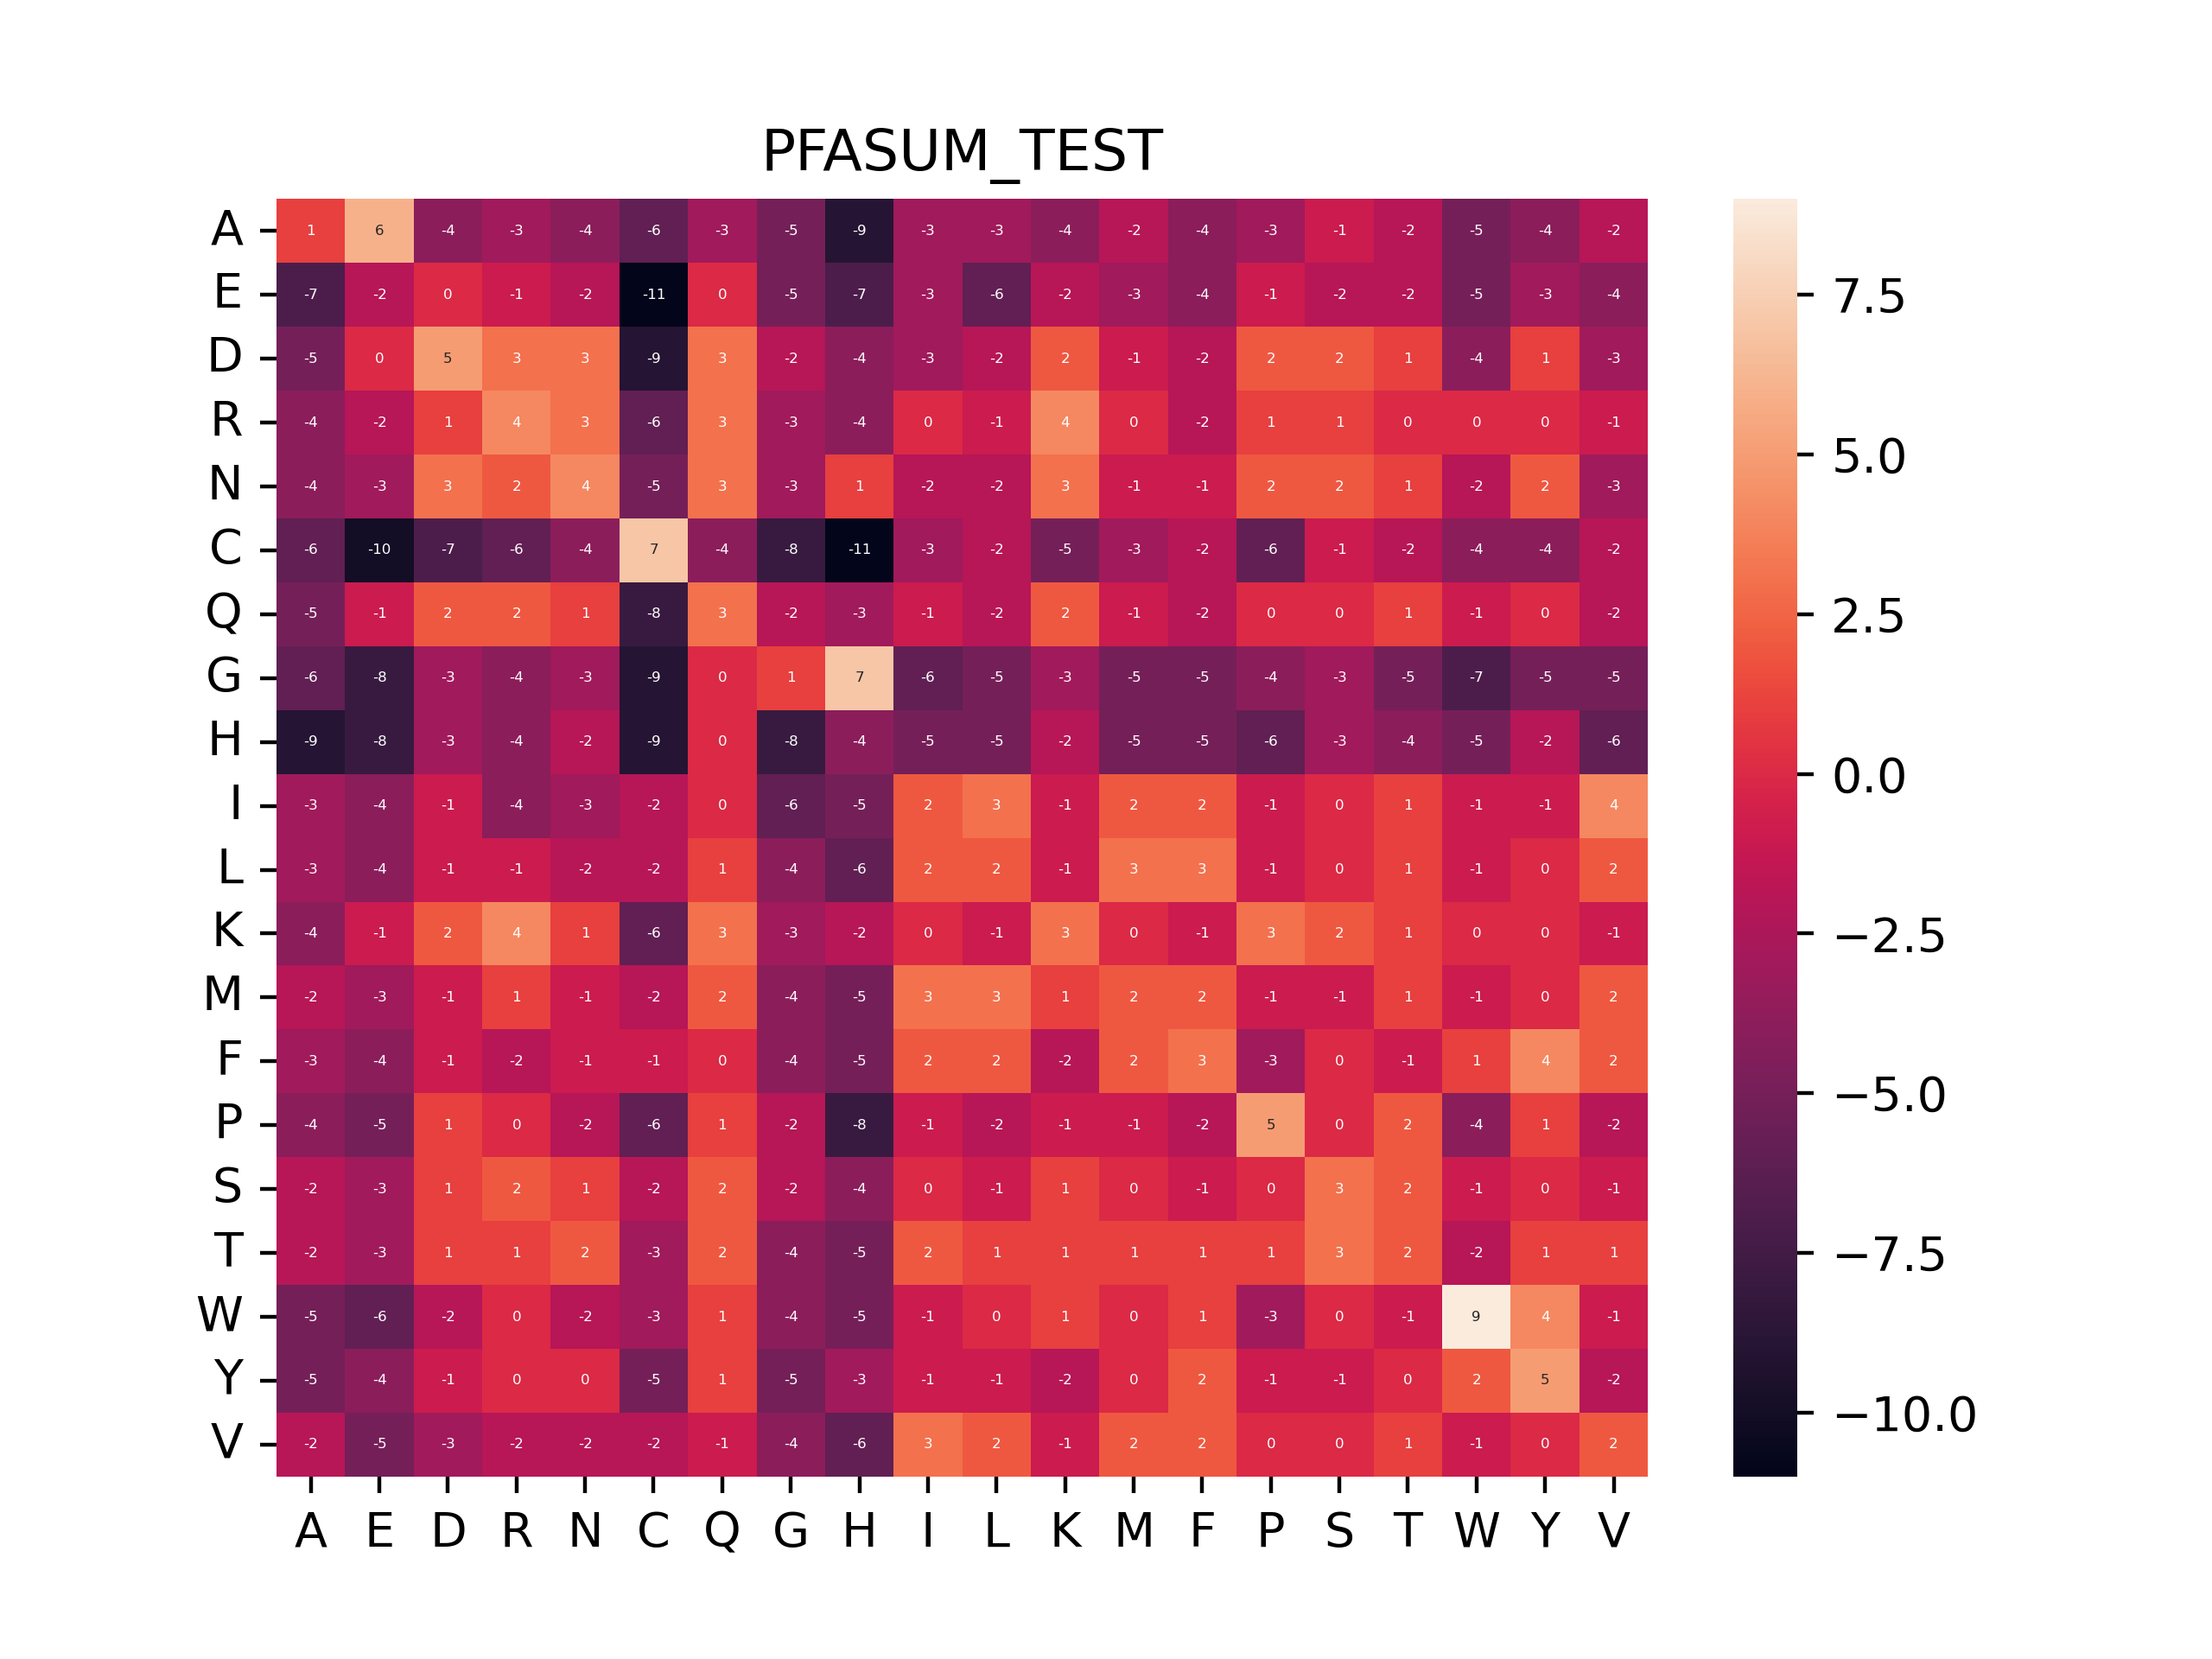 PFASUM_TEST
A 1 6 -4 -3 -4 -6 -3 -5 -9 -3 -3 -4 -2 -4 -3 -1 -2 -5 -4 -2
E -7 -2 0 -1 -2 -11 0 -5 -7 -3 -6 -2 -3 -4 -1 -2 -2 -5 -3 -4 7.5
D -5 0 5 3 3 -9 3 -2 -4 -3 -2 2 -1 -2 2 2 1 -4 1 -3
R -4 -2 1 4 3 -6 3 -3 -4 0 -1 4 0 -2 1 1 0 0 0 -1 5.0
N -4 -3 3 2 4 -5 3 -3 1 -2 -2 3 -1 -1 2 2 1 -2 2 -3
C -6 -10 -7 -6 -4 7 -4 -8 -11 -3 -2 -5 -3 -2 -6 -1 -2 -4 -4 -2
Q -5 -1 2 2 1 -8 3 -2 -3 -1 -2 2 -1 -2 0 0 1 -1 0 -2 2.5
G -6 -8 -3 -4 -3 -9 0 1 7 -6 -5 -3 -5 -5 -4 -3 -5 -7 -5 -5
H -9 -8 -3 -4 -2 -9 0 -8 -4 -5 -5 -2 -5 -5 -6 -3 -4 -5 -2 -6 0.0
I -3 -4 -1 -4 -3 -2 0 -6 -5 2 3 -1 2 2 -1 0 1 -1 -1 4
L -3 -4 -1 -1 -2 -2 1 -4 -6 2 2 -1 3 3 -1 0 1 -1 0 2
K -4 -1 2 4 1 -6 3 -3 -2 0 -1 3 0 -1 3 2 1 0 0 -1 −2.5
M -2 -3 -1 1 -1 -2 2 -4 -5 3 3 1 2 2 -1 -1 1 -1 0 2
F -3 -4 -1 -2 -1 -1 0 -4 -5 2 2 -2 2 3 -3 0 -1 1 4 2
P -4 -5 1 0 -2 -6 1 -2 -8 -1 -2 -1 -1 -2 5 0 2 -4 1 -2 −5.0
S -2 -3 1 2 1 -2 2 -2 -4 0 -1 1 0 -1 0 3 2 -1 0 -1
T -2 -3 1 1 2 -3 2 -4 -5 2 1 1 1 1 1 3 2 -2 1 1 −7.5
W -5 -6 -2 0 -2 -3 1 -4 -5 -1 0 1 0 1 -3 0 -1 9 4 -1
Y -5 -4 -1 0 0 -5 1 -5 -3 -1 -1 -2 0 2 -1 -1 0 2 5 -2
V -2 -5 -3 -2 -2 -2 -1 -4 -6 3 2 -1 2 2 0 0 1 -1 0 2 −10.0
A E D R N C Q G H I L K M F P S T W Y V